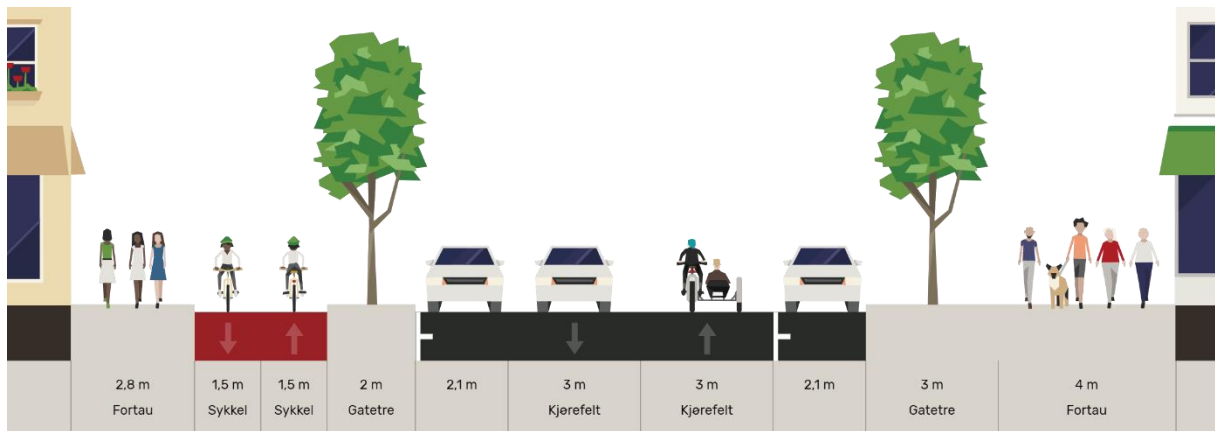 2,8 m
Fortau
1,5 m
Sykkel
1,5 m
Sykkel
2 m
Gatetre
2,1 m
3 m
Kjørefelt
3 m
Kjørefelt
2,1 m
3 m
Gatetre
4 m
Fortau